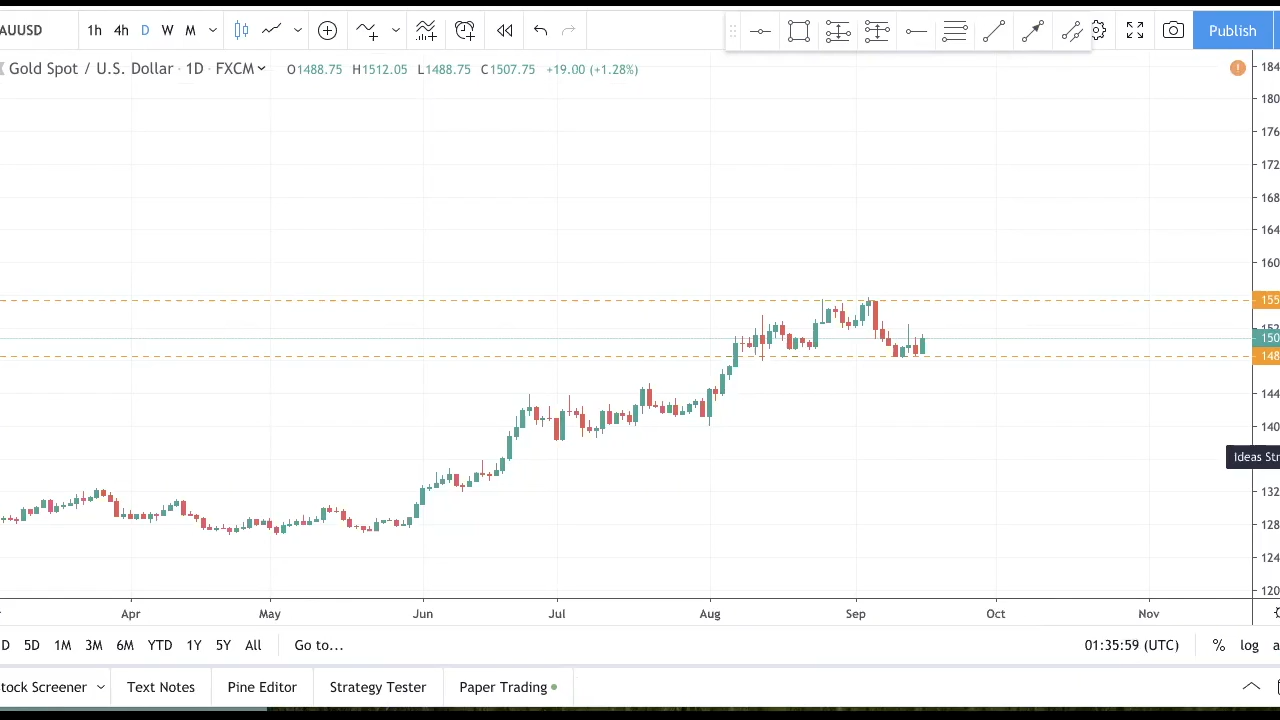 AUUSD 1h 4h D W M Publish
Gold Spot / U.S. Dollar · 1D · FXCM O1488.75 H1512.05 L1488.75 C1507.75 +19.00 (+1.28%)
184
180
176
172
168
164
160
155
152
150
148
144
140
Ideas Str
132
128
124
120
Apr May Jun Jul Aug Sep Oct Nov
D 5D 1M 3M 6M YTD 1Y 5Y All Go to... 01:35:59 (UTC) % log a
tock Screener Text Notes Pine Editor Strategy Tester Paper Trading